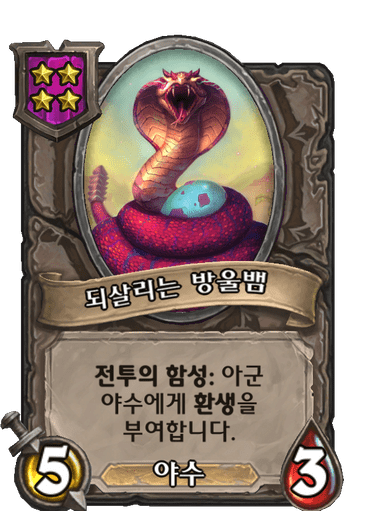 되살리는 방울뱀
전투의 함성: 아군
야수에게 환생을
부여합니다.
5
야수
3